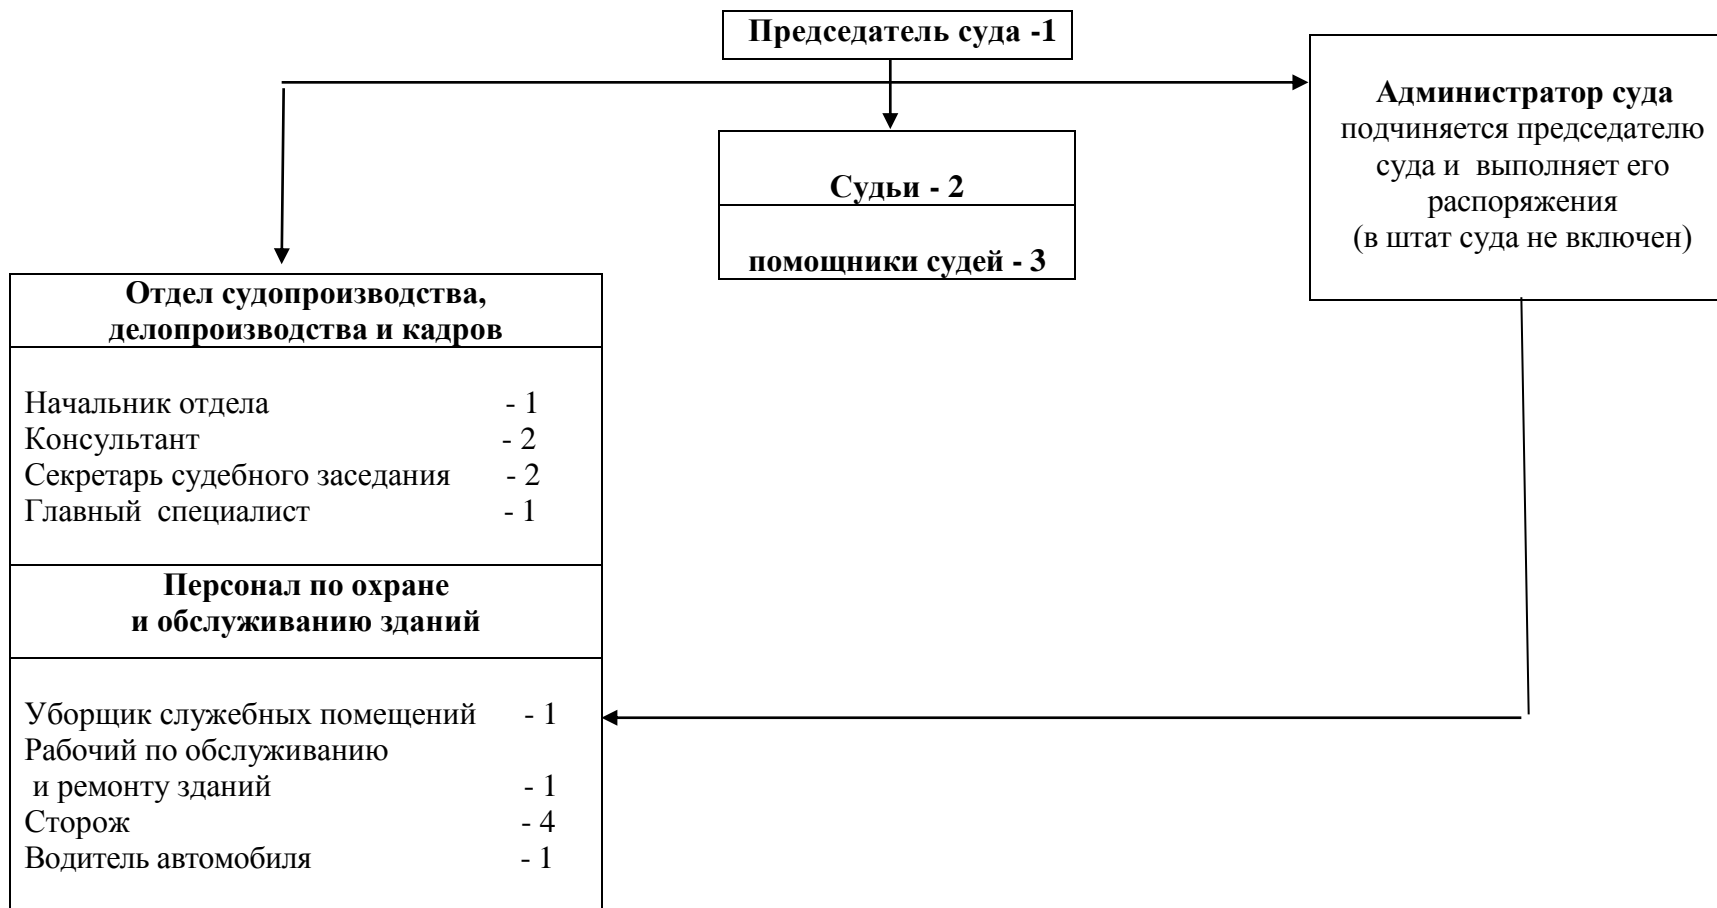 Председатель суда -1
Администратор суда
подчиняется председателю
суда и выполняет его
распоряжения
(в штат суда не включен)
Судьи - 2
помощники судей - 3
Отдел судопроизводства,
делопроизводства и кадров
Начальник отдела - 1
Консультант - 2
Секретарь судебного заседания - 2
Главный специалист - 1
Персонал по охране
и обслуживанию зданий
Уборщик служебных помещений - 1
Рабочий по обслуживанию
и ремонту зданий - 1
Сторож - 4
Водитель автомобиля - 1